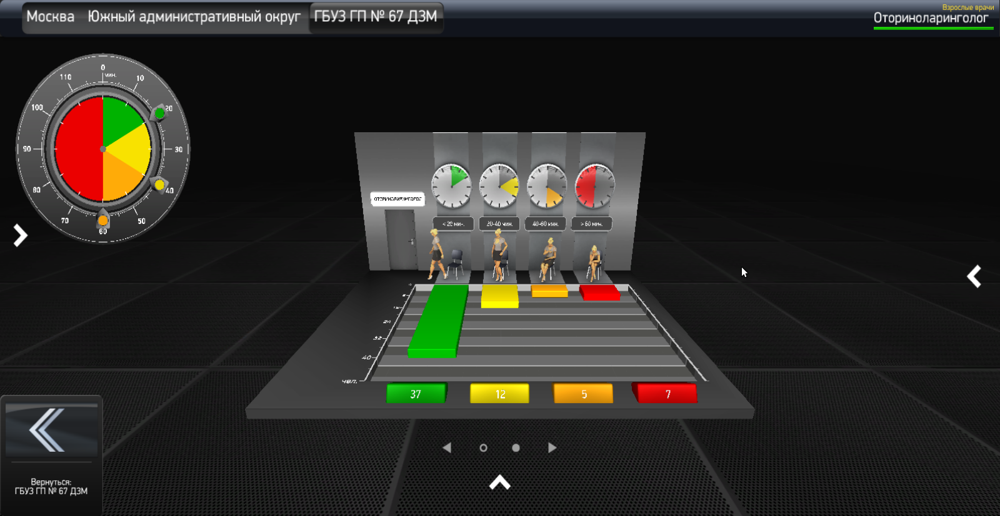 Москва Южный административный округ ГБУЗ ГП № 67 ДЗМ
Взрослые врачи
Оториноларинголог
0
мин.
10
20
30
40
50
60
70
80
90
100
110
ОТОРИНОЛАРИНГОЛОГ
< 20 мин.
20-40 мин.
40-60 мин.
> 60 мин.
24
32
40
чел.
37
12
5
7
Вернуться:
ГБУЗ ГП № 67 ДЗМ